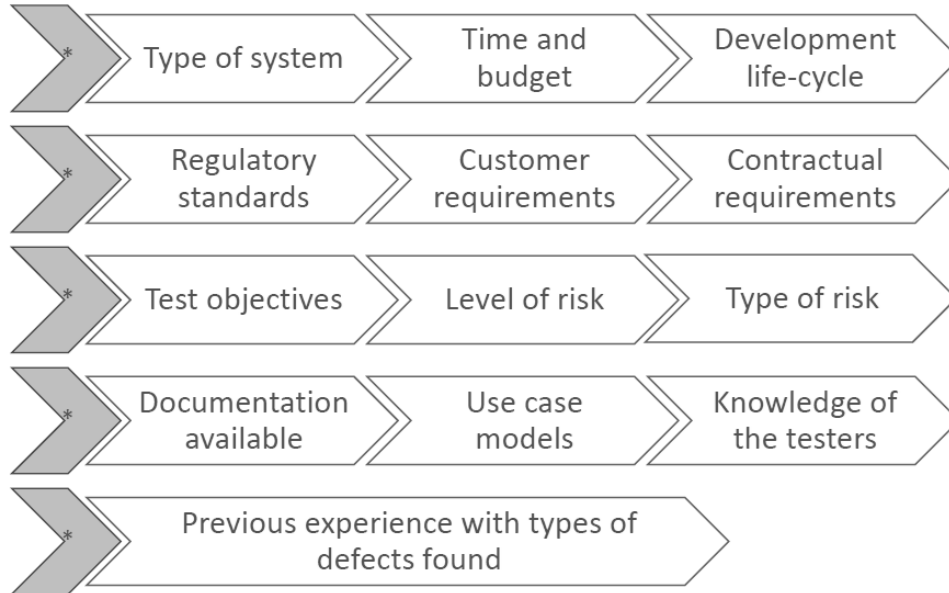 *
Type of system
Time and
budget
Development
life-cycle
*
Regulatory
standards
Customer
requirements
Contractual
requirements
*
Test objectives
Level of risk
Type of risk
*
Documentation
available
Use case
models
Knowledge of
the testers
*
Previous experience with types of
defects found